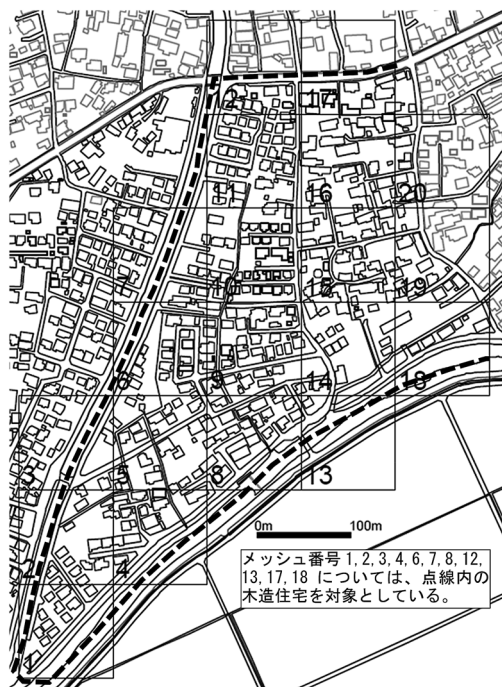 12 17
11 16 20
7 10 15 19
6 9 14 18
3 5 8 13
2 4
1
0m 100m
メッシュ番号1,2,3,4,6,7,8,12,
13,17,18 については、点線内の
木造住宅を対象としている。